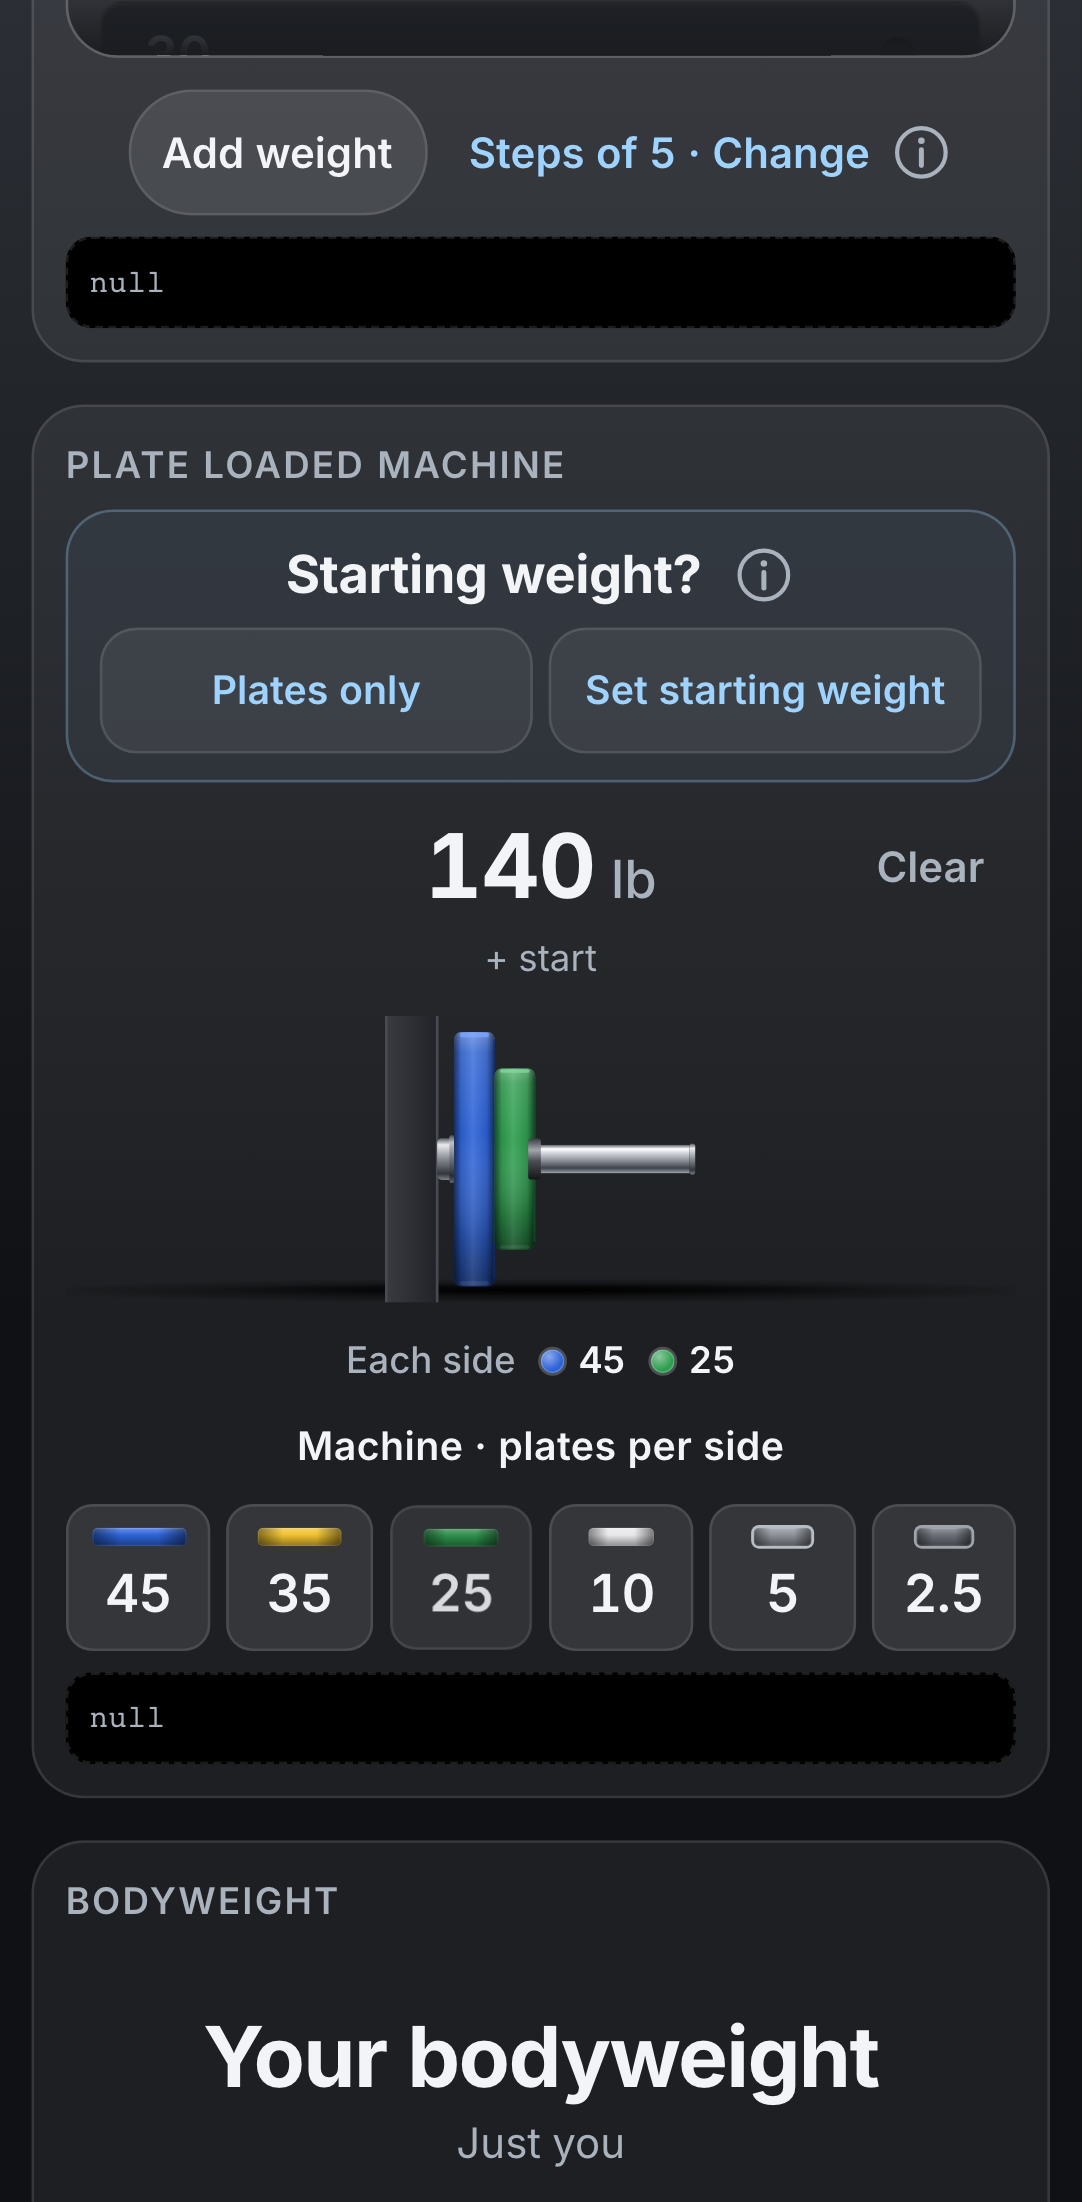 Add weight Steps of 5 · Change
null
PLATE LOADED MACHINE
Starting weight?
Plates only Set starting weight
140 lb Clear
+ start
Each side 45 25
Machine · plates per side
45 35 25 10 5 2.5
null
BODYWEIGHT
Your bodyweight
Just you